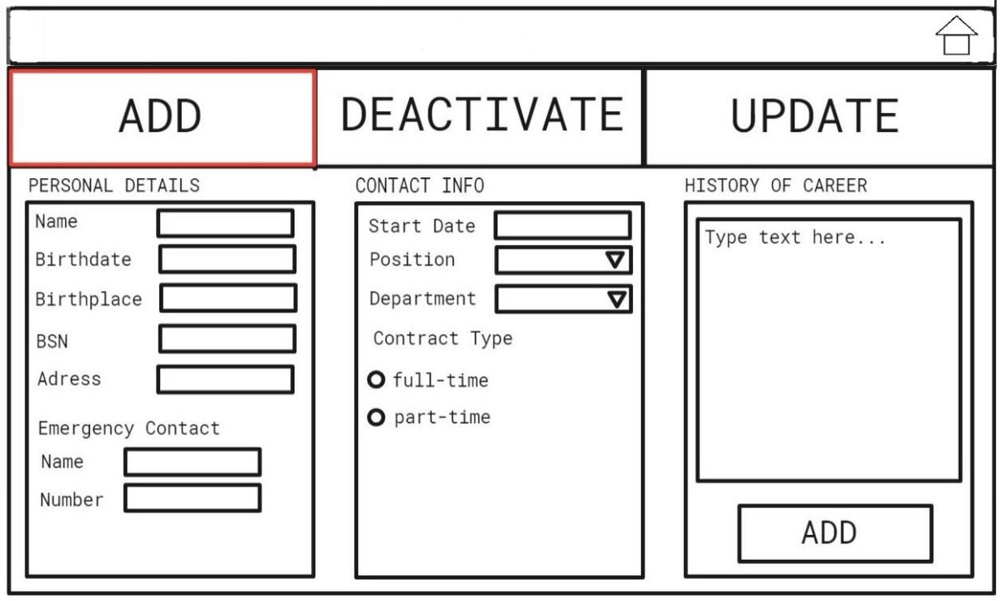 ADD
DEACTIVATE
UPDATE
PERSONAL DETAILS
Name
Birthdate
Birthplace
BSN
Adress
Emergency Contact
Name
Number
CONTACT INFO
Start Date
Position
Department
Contract Type
full-time
part-time
HISTORY OF CAREER
Type text here...
ADD